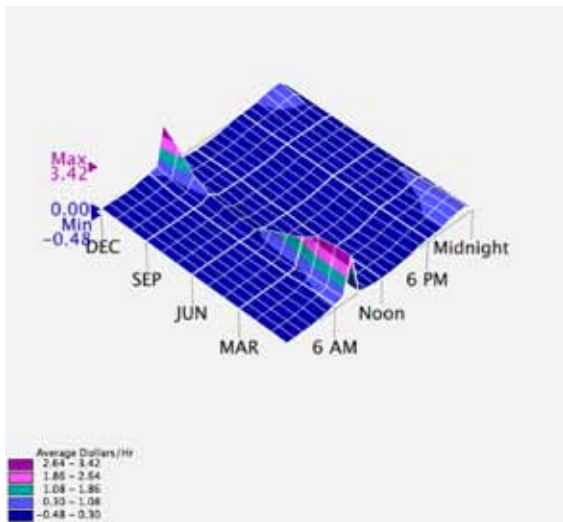 Max
3.42
0.00
Min
-0.48
DEC
SEP
JUN
MAR
6 AM
Noon
6 PM
Midnight
Average Dollars/Hr
2.64 - 3.42
1.86 - 2.64
1.08 - 1.86
0.30 - 1.08
-0.48 - 0.30